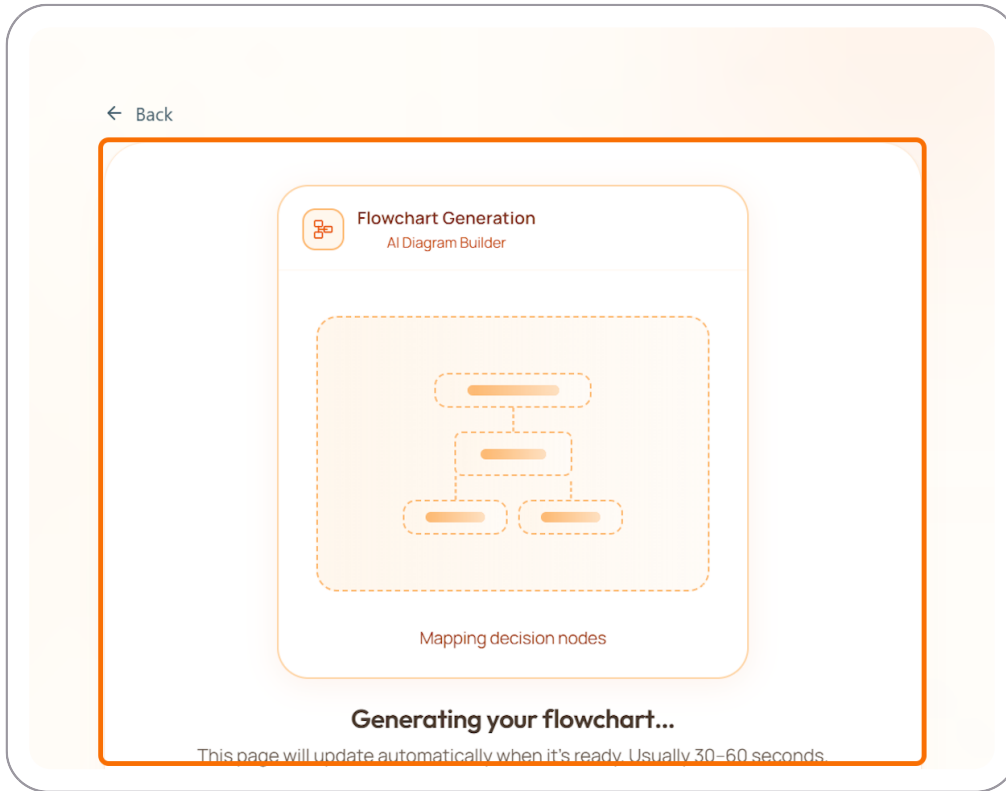 Back
Flowchart Generation
AI Diagram Builder
Mapping decision nodes
Generating your flowchart...
This page will update automatically when it's ready. Usually 30–60 seconds.